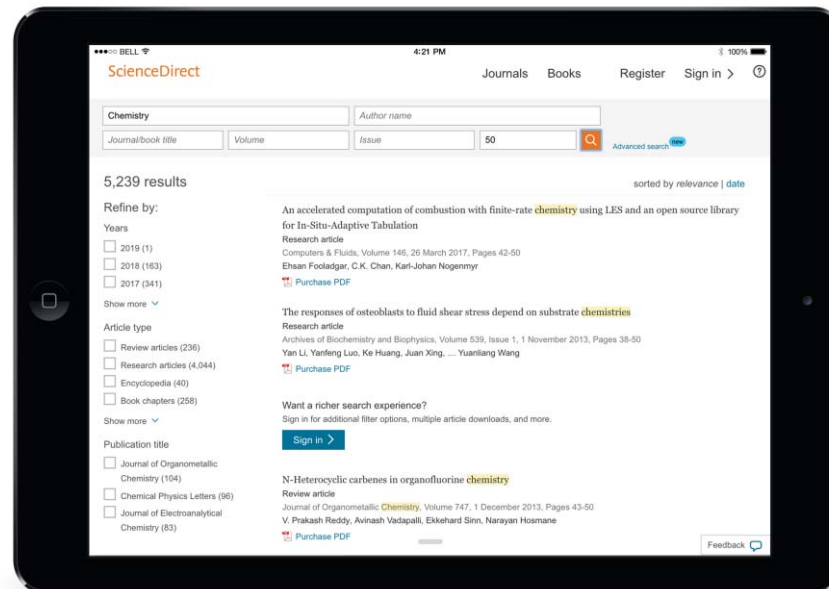 ●●●○○ BELL 4:21 PM 100%
ScienceDirect
Journals Books Register Sign in > ?
Chemistry
Author name
Journal/book title
Volume
Issue
50
Advanced search new
5,239 results
sorted by relevance | date
Refine by:
Years
2019 (1)
2018 (163)
2017 (341)
Show more
Article type
Review articles (236)
Research articles (4,044)
Encyclopedia (40)
Book chapters (258)
Show more
Publication title
Journal of Organometallic
Chemistry (104)
Chemical Physics Letters (96)
Journal of Electroanalytical
Chemistry (83)
An accelerated computation of combustion with finite-rate chemistry using LES and an open source library
for In-Situ-Adaptive Tabulation
Research article
Computers & Fluids, Volume 146, 26 March 2017, Pages 42-50
Ehsan Fooladgar, C.K. Chan, Karl-Johan Nogenmyr
Purchase PDF
The responses of osteoblasts to fluid shear stress depend on substrate chemistries
Research article
Archives of Biochemistry and Biophysics, Volume 539, Issue 1, 1 November 2013, Pages 38-50
Yan Li, Yanfeng Luo, Ke Huang, Juan Xing, ... Yuanliang Wang
Purchase PDF
Want a richer search experience?
Sign in for additional filter options, multiple article downloads, and more.
Sign in >
N-Heterocyclic carbenes in organofluorine chemistry
Review article
Journal of Organometallic Chemistry, Volume 747, 1 December 2013, Pages 43-50
V. Prakash Reddy, Avinash Vadapalli, Ekkehard Sinn, Narayan Hosmane
Purchase PDF
Feedback